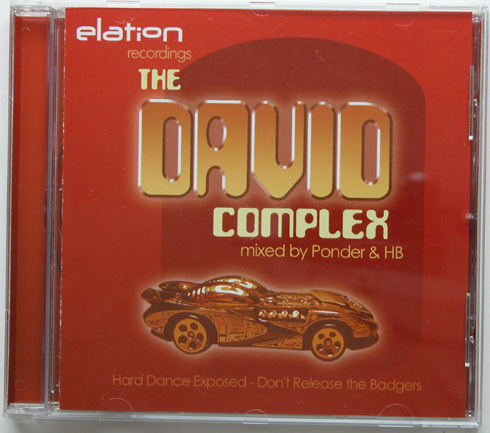 elation
recordings
THE
DAVID
COMPLEX
mixed by Ponder & HB
Hard Dance Exposed - Don't Release the Badgers